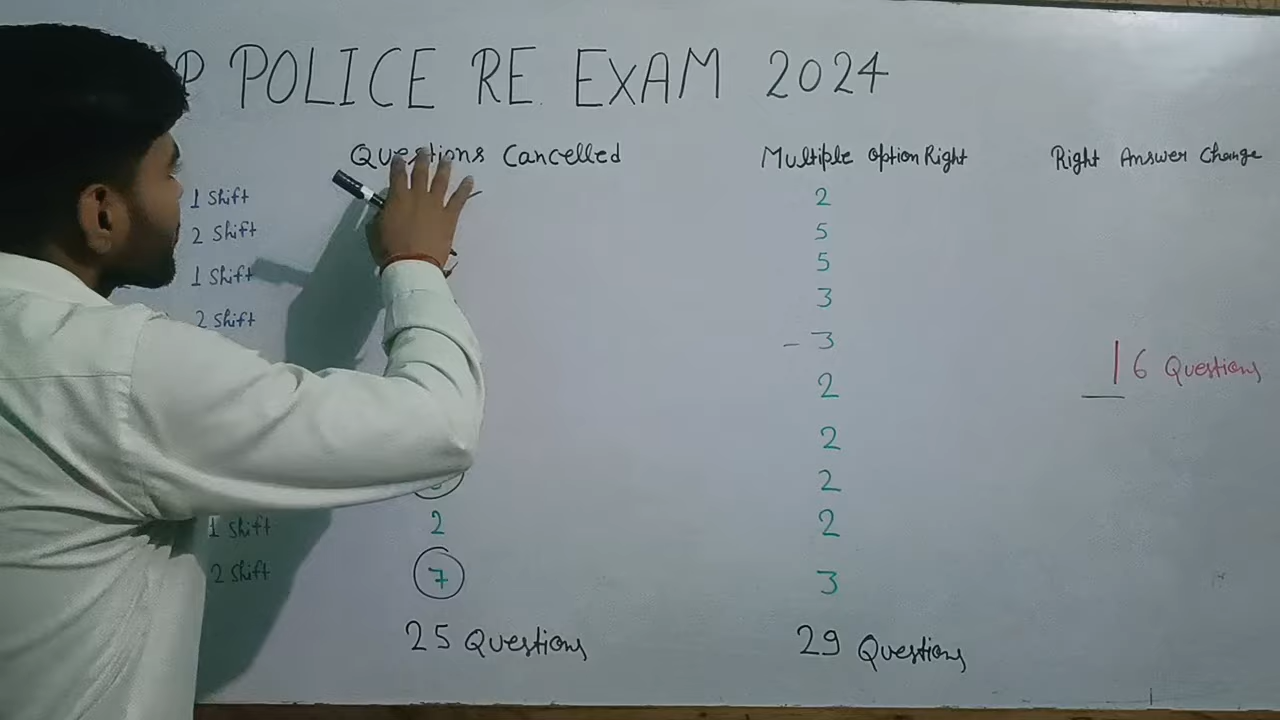 P POLICE RE EXAM 2024
Questions Cancelled Multiple Option Right Right Answer Change
1 Shift 2
2 Shift 5
1 Shift 5
2 Shift 3
- 3
16 Questions
2
2
2
1 Shift 2 2
2 Shift 7 3
25 Questions 29 Questions